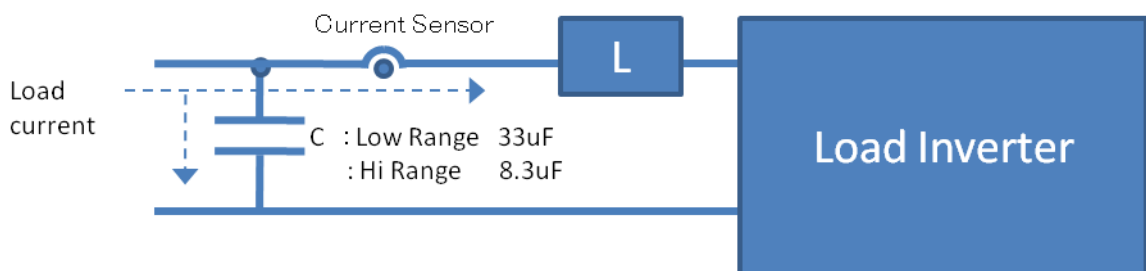 Current Sensor
L
Load
current
C : Low Range 33uF
: Hi Range 8.3uF
Load Inverter